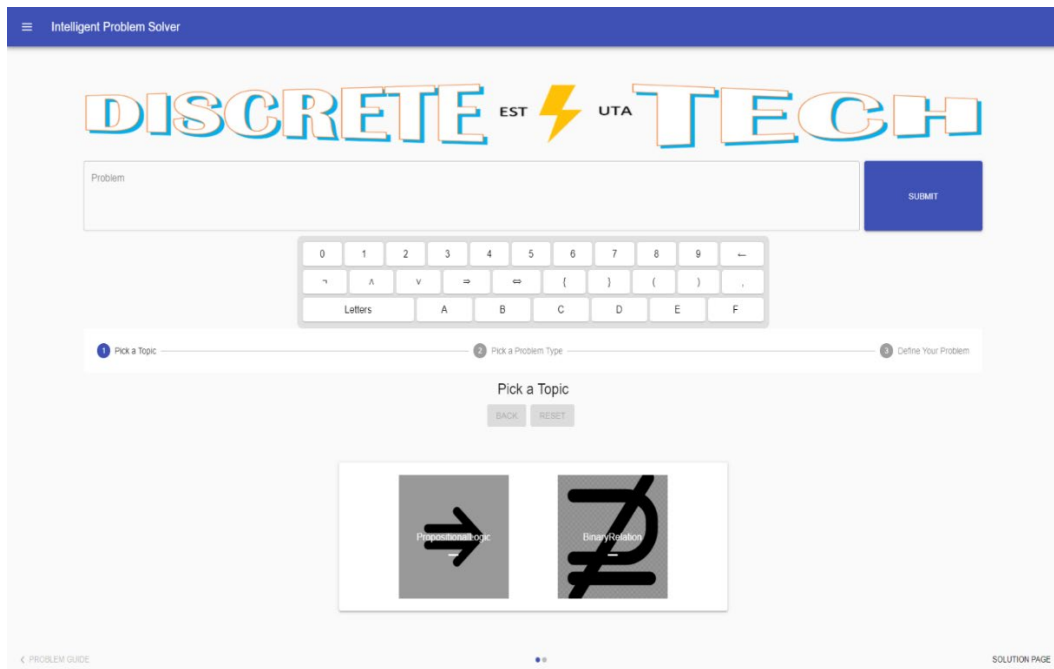 Intelligent Problem Solver
DISCRETE EST UTA TECH
Problem
SUBMIT
0 1 2 3 4 5 6 7 8 9 ←
¬ ∧ ∨ ⇒ ⇔ { } ( ) ,
Letters A B C D E F
1 Pick a Topic 2 Pick a Problem Type 3 Define Your Problem
Pick a Topic
BACK RESET
PropositionalLogic BinaryRelation
PROBLEM GUIDE SOLUTION PAGE